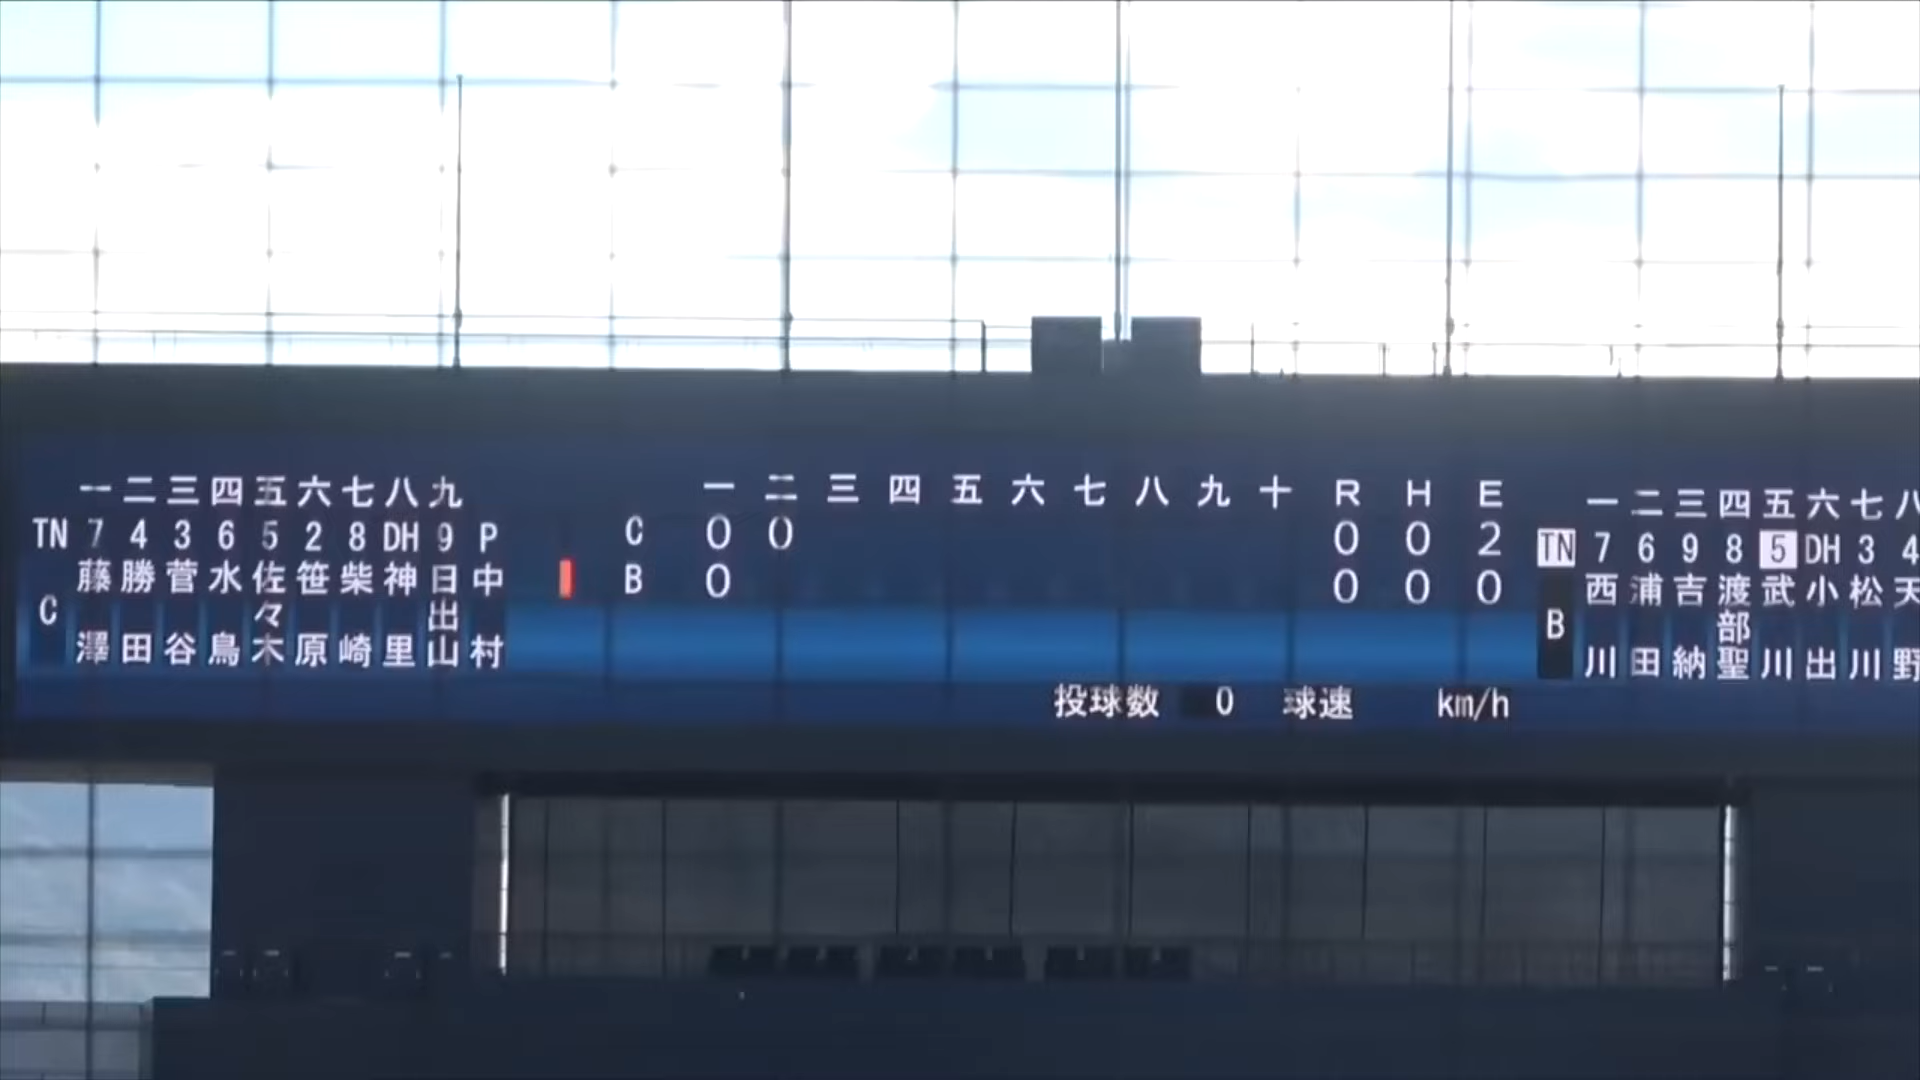 一 二 三 四 五 六 七 八 九
TN 7 4 3 6 5 2 8 DH 9 P
C 藤澤 勝田 菅谷 水鳥 佐々木 笹原 柴崎 神里 日出山 中村
一 二 三 四 五 六 七 八 九 十 R H E
C 0 0 0 0 2
B 0 0 0 0
投球数 0 球速 km/h
一 二 三 四 五 六 七 八
TN 7 6 9 8 5 DH 3 4
B 西川 浦田 吉納 渡部聖 武川 小出 松川 天野